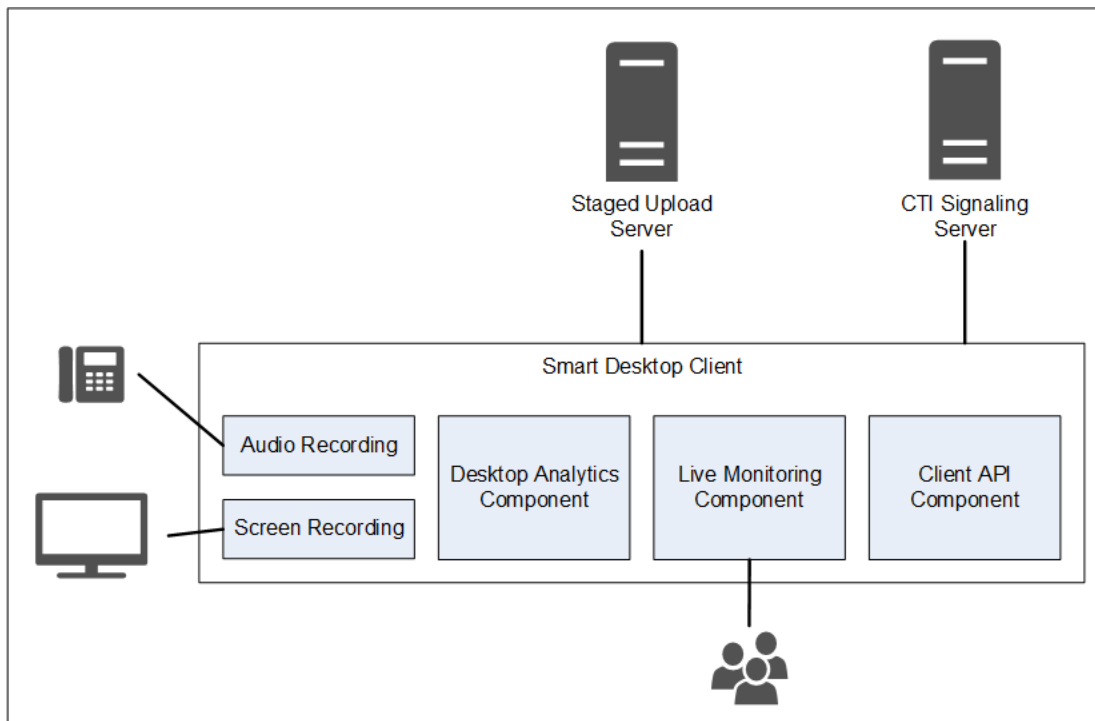 Staged Upload
Server
CTI Signaling
Server
Smart Desktop Client
Audio Recording
Screen Recording
Desktop Analytics
Component
Live Monitoring
Component
Client API
Component